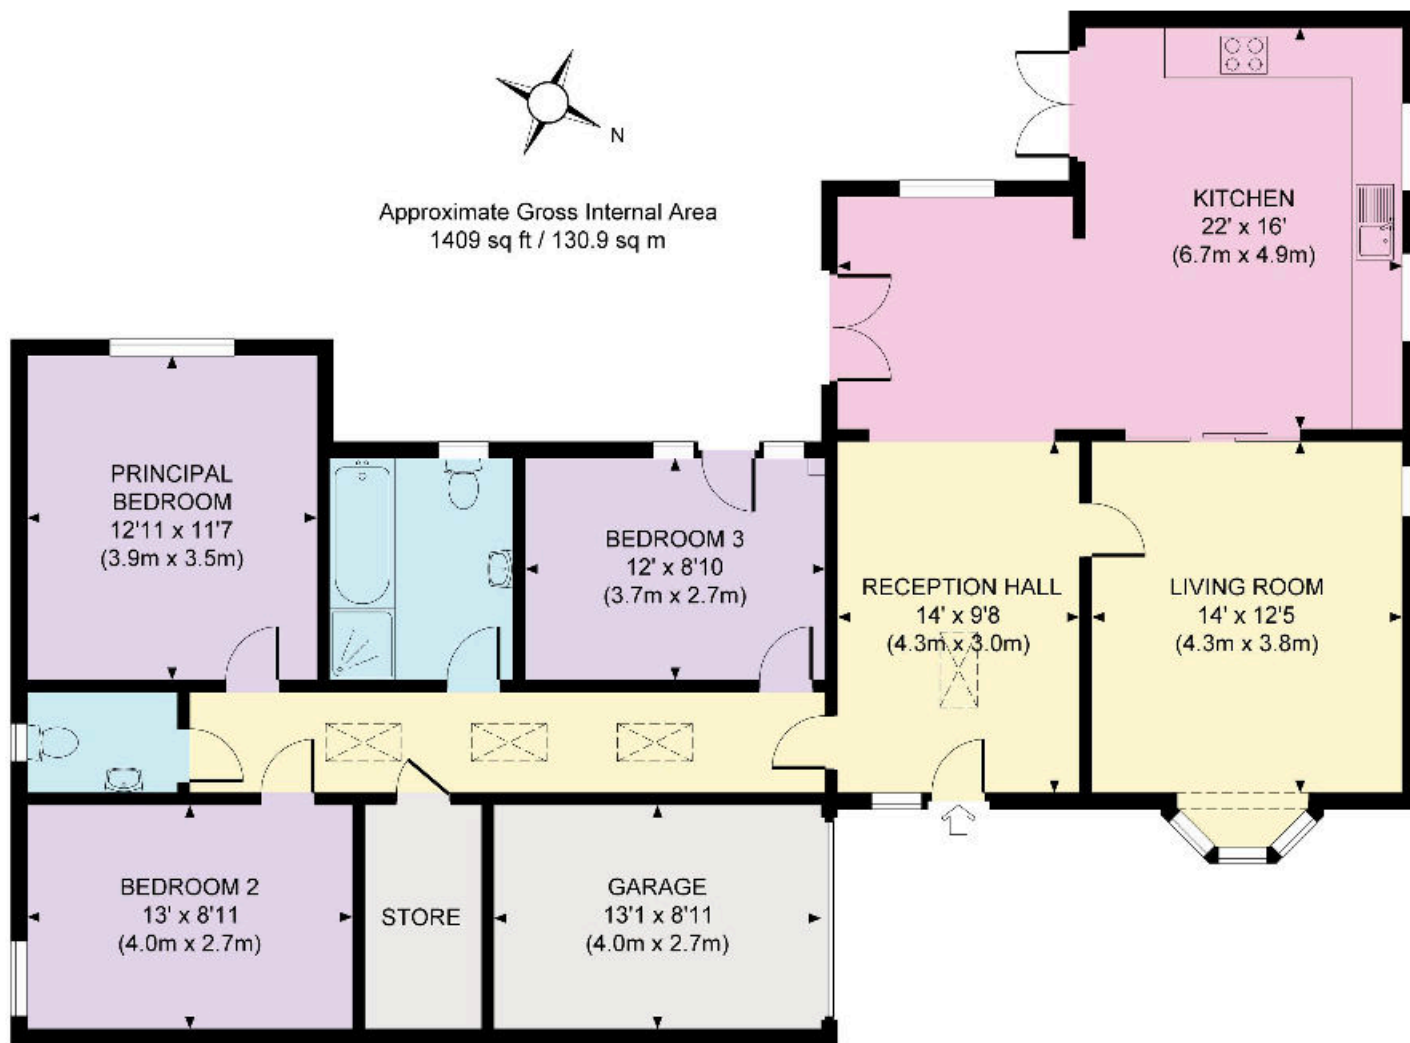 N
Approximate Gross Internal Area
1409 sq ft / 130.9 sq m
KITCHEN
22' x 16'
(6.7m x 4.9m)
PRINCIPAL
BEDROOM
12'11 x 11'7
(3.9m x 3.5m)
BEDROOM 3
12' x 8'10
(3.7m x 2.7m)
RECEPTION HALL
14' x 9'8
(4.3m x 3.0m)
LIVING ROOM
14' x 12'5
(4.3m x 3.8m)
BEDROOM 2
13' x 8'11
(4.0m x 2.7m)
STORE
GARAGE
13'1 x 8'11
(4.0m x 2.7m)